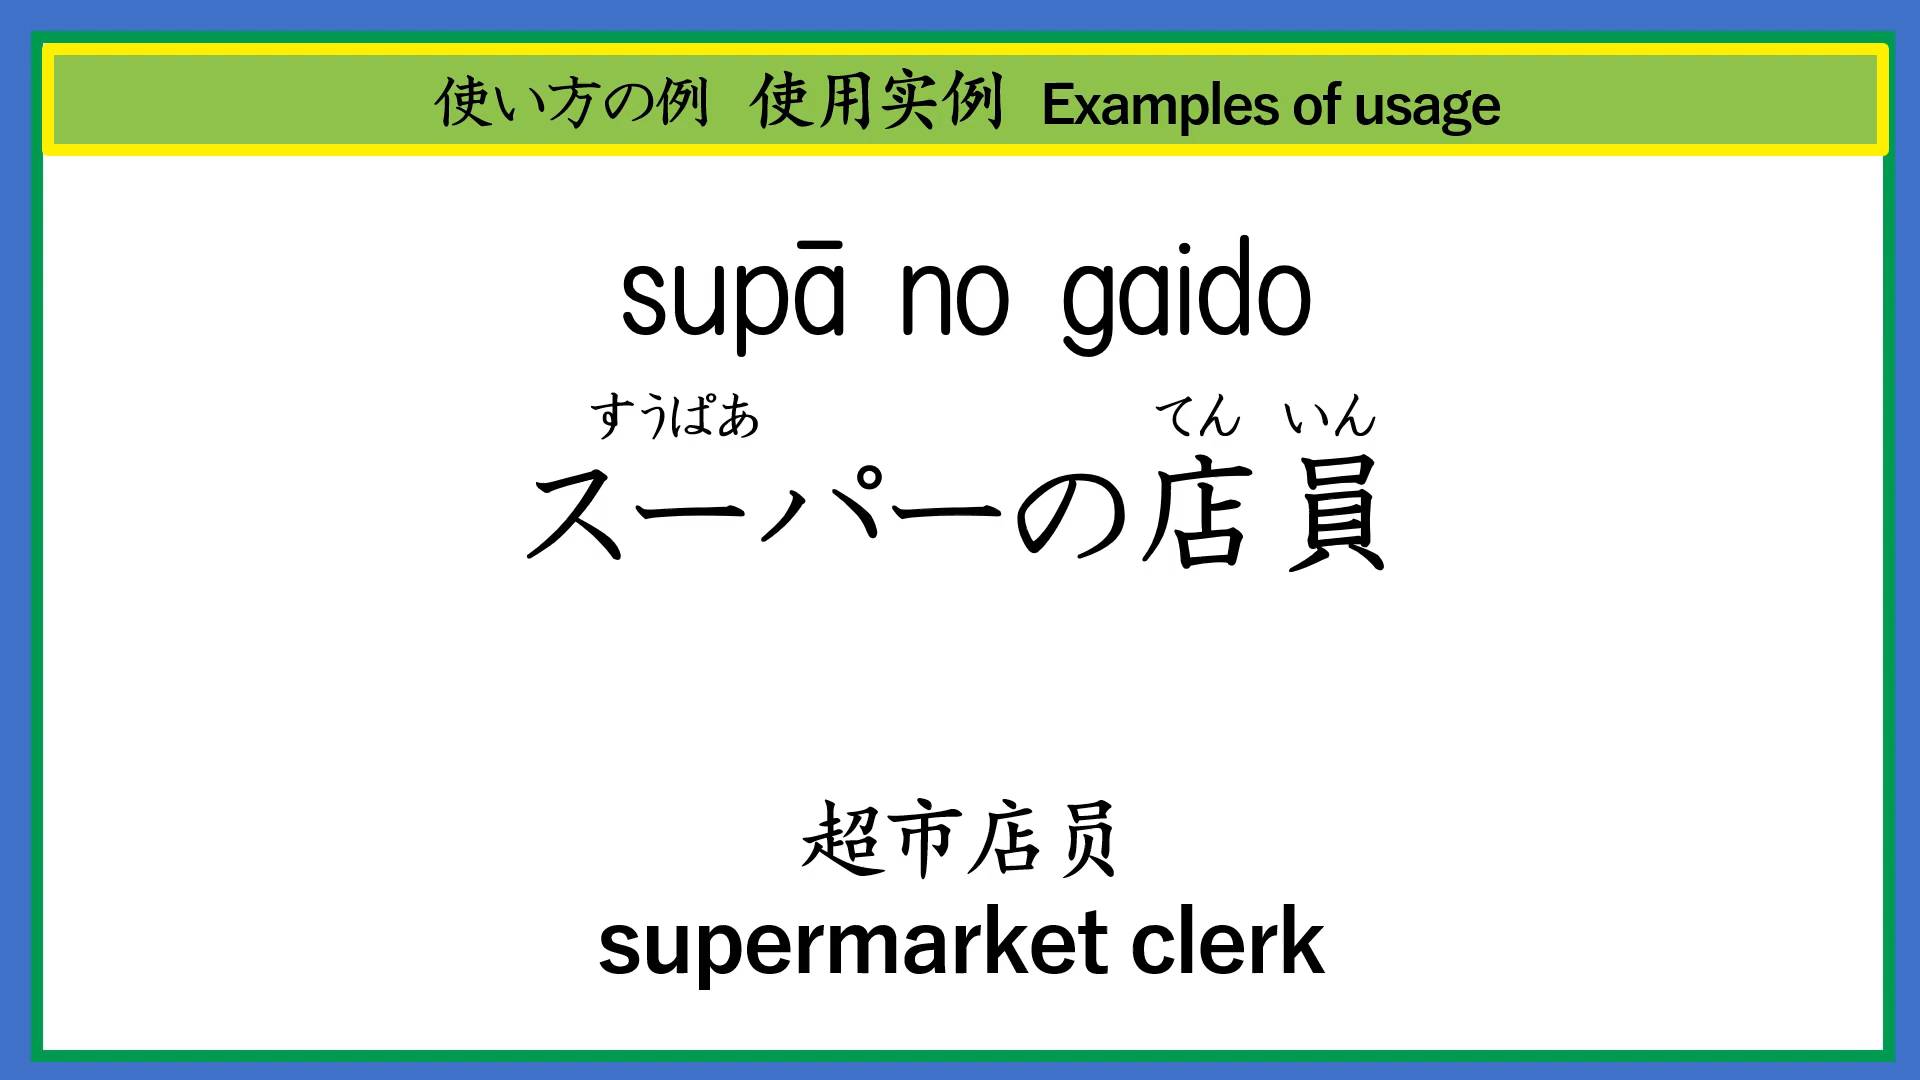 使い方の例 使用实例 Examples of usage
supā no gaido
すうぱあ てん いん
スーパーの店員
超市店员
supermarket clerk